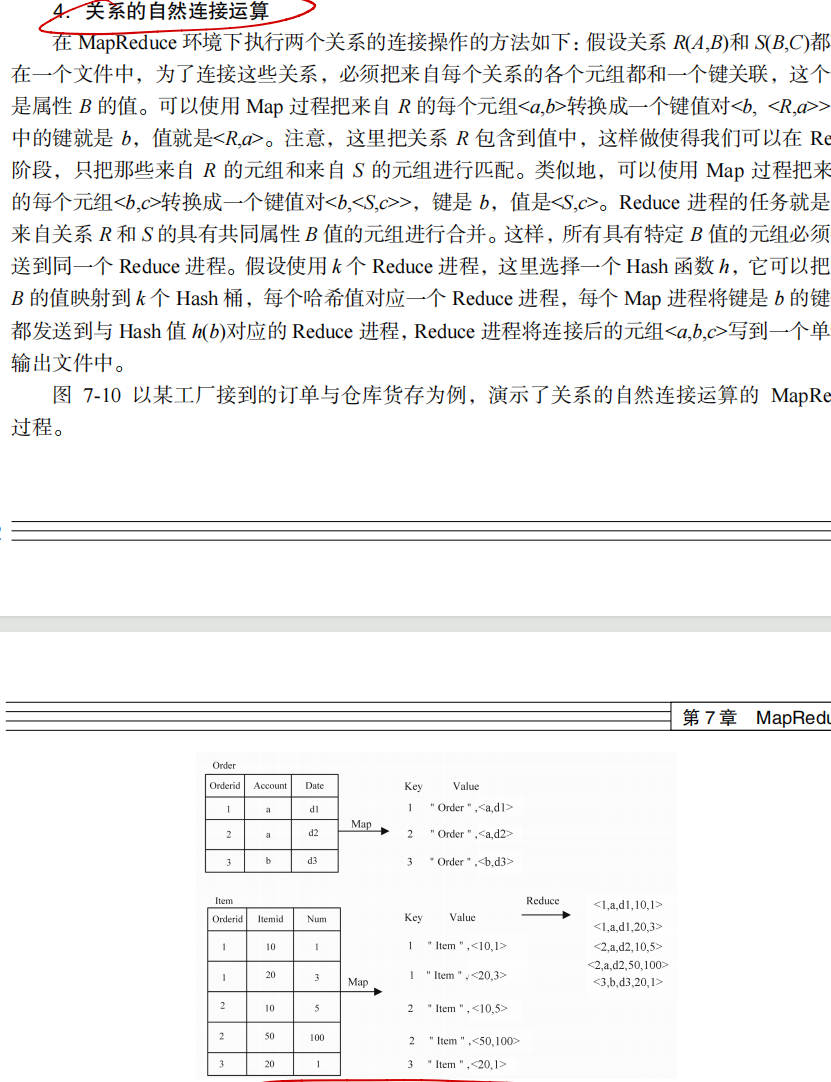 4. 关系的自然连接运算
在 MapReduce 环境下执行两个关系的连接操作的方法如下：假设关系 R(A,B)和 S(B,C)都
在一个文件中，为了连接这些关系，必须把来自每个关系的各个元组都和一个键关联，这个
是属性 B 的值。可以使用 Map 过程把来自 R 的每个元组<a,b>转换成一个键值对<b, <R,a>>
中的键就是 b，值就是<R,a>。注意，这里把关系 R 包含到值中，这样做使得我们可以在 Re
阶段，只把那些来自 R 的元组和来自 S 的元组进行匹配。类似地，可以使用 Map 过程把来
的每个元组<b,c>转换成一个键值对<b,<S,c>>，键是 b，值是<S,c>。Reduce 进程的任务就是
来自关系 R 和 S 的具有共同属性 B 值的元组进行合并。这样，所有具有特定 B 值的元组必须
送到同一个 Reduce 进程。假设使用 k 个 Reduce 进程，这里选择一个 Hash 函数 h，它可以把
B 的值映射到 k 个 Hash 桶，每个哈希值对应一个 Reduce 进程，每个 Map 进程将键是 b 的键
都发送到与 Hash 值 h(b)对应的 Reduce 进程，Reduce 进程将连接后的元组<a,b,c>写到一个单
输出文件中。
图 7-10 以某工厂接到的订单与仓库货存为例，演示了关系的自然连接运算的 MapRe
过程。
第 7 章 MapRedu
Order
Orderid Account Date
1 a d1
2 a d2
3 b d3
Map
Key Value
1 " Order " ,<a,d1>
2 " Order " ,<a,d2>
3 " Order " ,<b,d3>
Item
Orderid Itemid Num
1 10 1
1 20 3
2 10 5
2 50 100
3 20 1
Map
Key Value
1 " Item " ,<10,1>
1 " Item " ,<20,3>
2 " Item " ,<10,5>
2 " Item " ,<50,100>
3 " Item " ,<20,1>
Reduce
<1,a,d1,10,1>
<1,a,d1,20,3>
<2,a,d2,10,5>
<2,a,d2,50,100>
<3,b,d3,20,1>